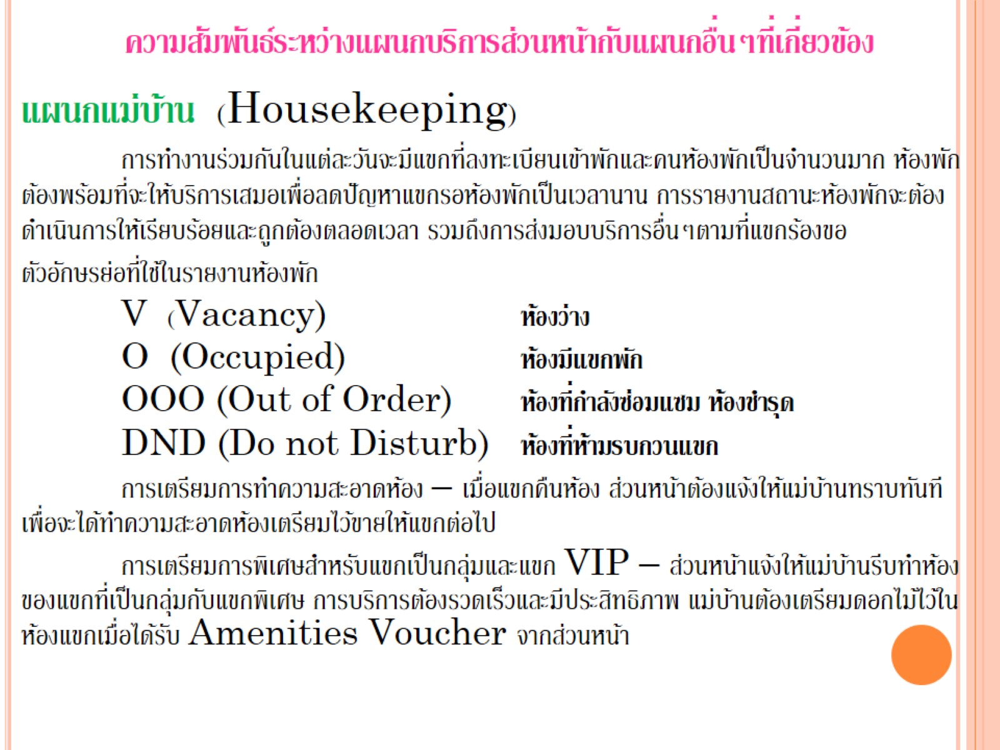 ความสัมพันธ์ระหว่างแผนกบริการส่วนหน้ากับแผนกอื่นๆที่เกี่ยวข้อง
แผนกแม่บ้าน (Housekeeping)
การทำงานร่วมกันในแต่ละวันจะมีแขกที่ลงทะเบียนเข้าพักและคนห้องพักเป็นจำนวนมาก ห้องพัก
ต้องพร้อมที่จะให้บริการเสมอเพื่อลดปัญหาแขกรอห้องพักเป็นเวลานาน การรายงานสถานะห้องพักจะต้อง
ดำเนินการให้เรียบร้อยและถูกต้องตลอดเวลา รวมถึงการส่งมอบบริการอื่นๆตามที่แขกร้องขอ
ตัวอักษรย่อที่ใช้ในรายงานห้องพัก
V (Vacancy) ห้องว่าง
O (Occupied) ห้องมีแขกพัก
OOO (Out of Order) ห้องที่กำลังซ่อมแซม ห้องชำรุด
DND (Do not Disturb) ห้องที่ห้ามรบกวนแขก
การเตรียมการทำความสะอาดห้อง – เมื่อแขกคืนห้อง ส่วนหน้าต้องแจ้งให้แม่บ้านทราบทันที
เพื่อจะได้ทำความสะอาดห้องเตรียมไว้ขายให้แขกต่อไป
การเตรียมการพิเศษสำหรับแขกเป็นกลุ่มและแขก VIP – ส่วนหน้าแจ้งให้แม่บ้านรีบทำห้อง
ของแขกที่เป็นกลุ่มกับแขกพิเศษ การบริการต้องรวดเร็วและมีประสิทธิภาพ แม่บ้านต้องเตรียมดอกไม้ไว้ใน
ห้องแขกเมื่อได้รับ Amenities Voucher จากส่วนหน้า